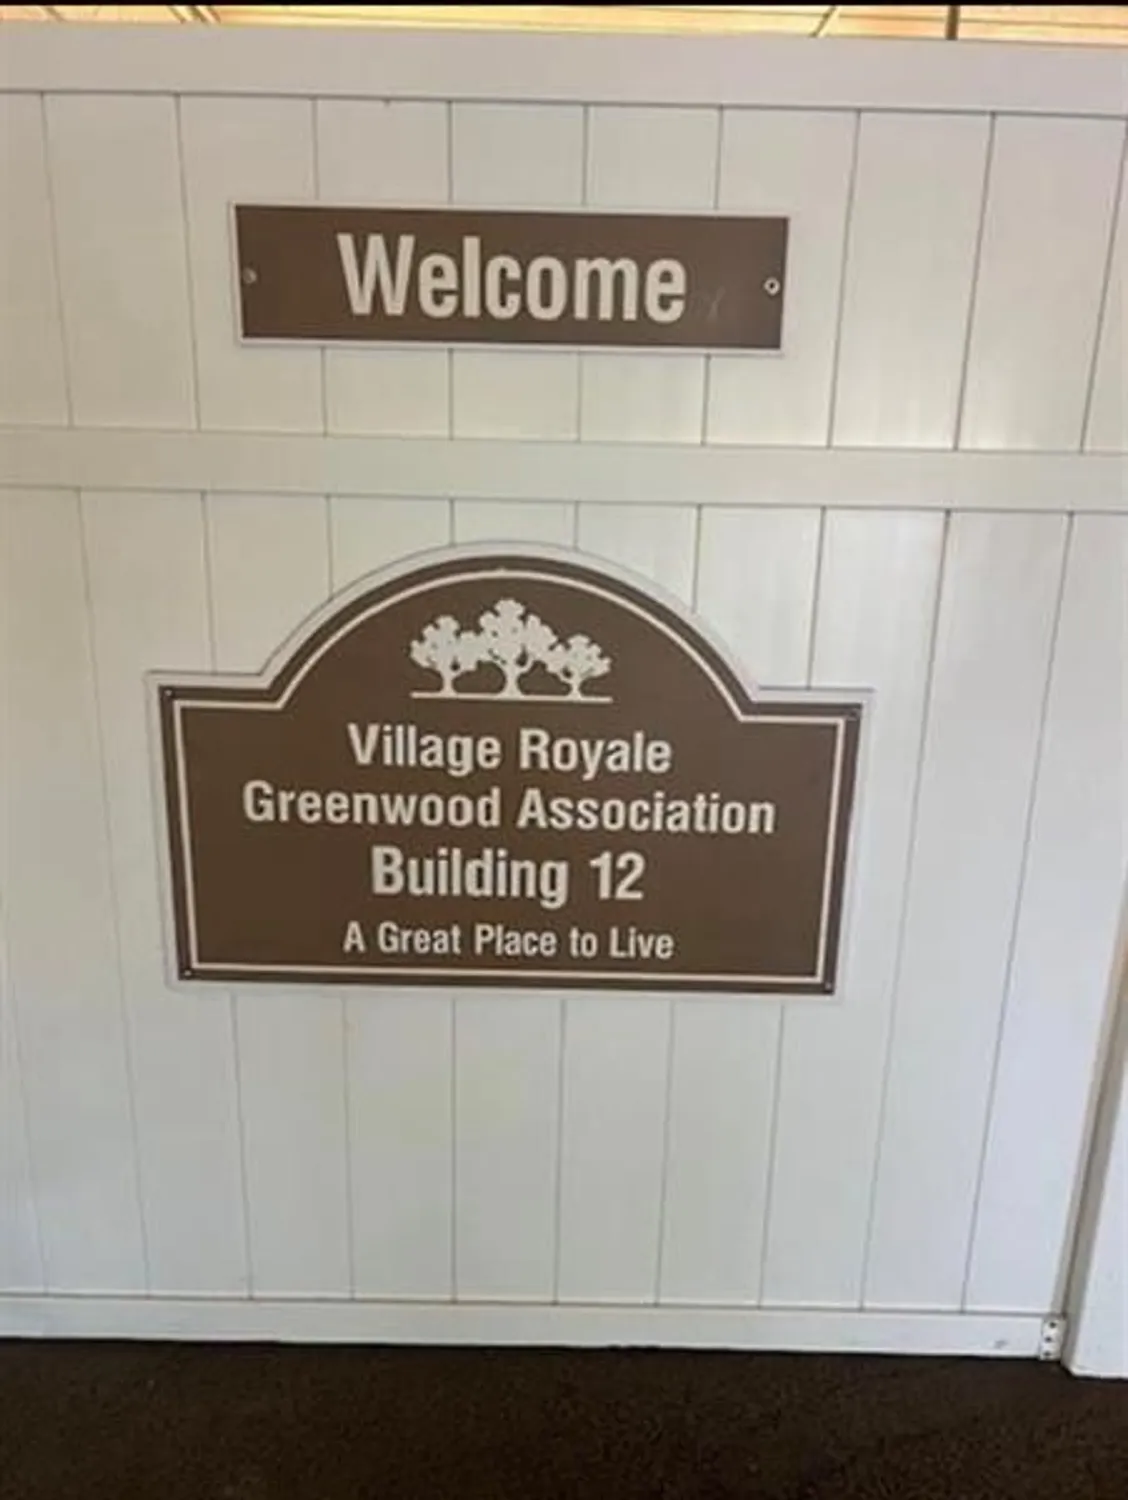 Welcome
Village Royale
Greenwood Association
Building 12
A Great Place to Live